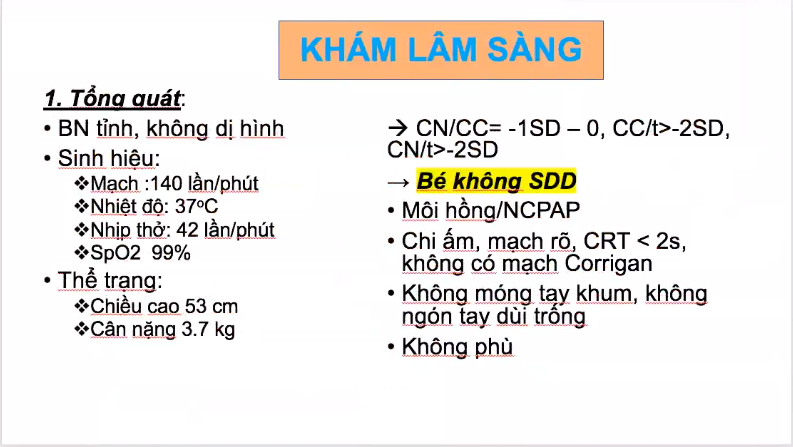 KHÁM LÂM SÀNG
1. Tổng quát:
• BN tỉnh, không dị hình
• Sinh hiệu:
❖Mạch :140 lần/phút
❖Nhiệt độ: 37ºC
❖Nhịp thở: 42 lần/phút
❖SpO2 99%
• Thể trạng:
❖Chiều cao 53 cm
❖Cân nặng 3.7 kg
→ CN/CC= -1SD – 0, CC/t>-2SD,
CN/t>-2SD
→ Bé không SDD
• Môi hồng/NCPAP
• Chi ấm, mạch rõ, CRT < 2s,
không có mạch Corrigan
• Không móng tay khum, không
ngón tay dùi trống
• Không phù